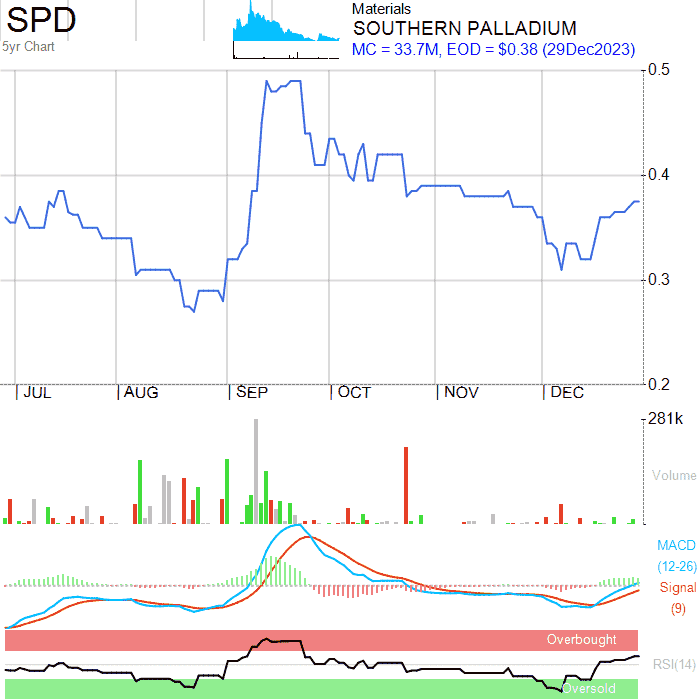 SPD
5yr Chart
Materials
SOUTHERN PALLADIUM
MC = 33.7M, EOD = $0.38 (29Dec2023)
0.5
0.4
0.3
0.2
JUL AUG SEP OCT NOV DEC
281k
Volume
MACD
(12-26)
Signal
(9)
Overbought
RSI(14)
Oversold